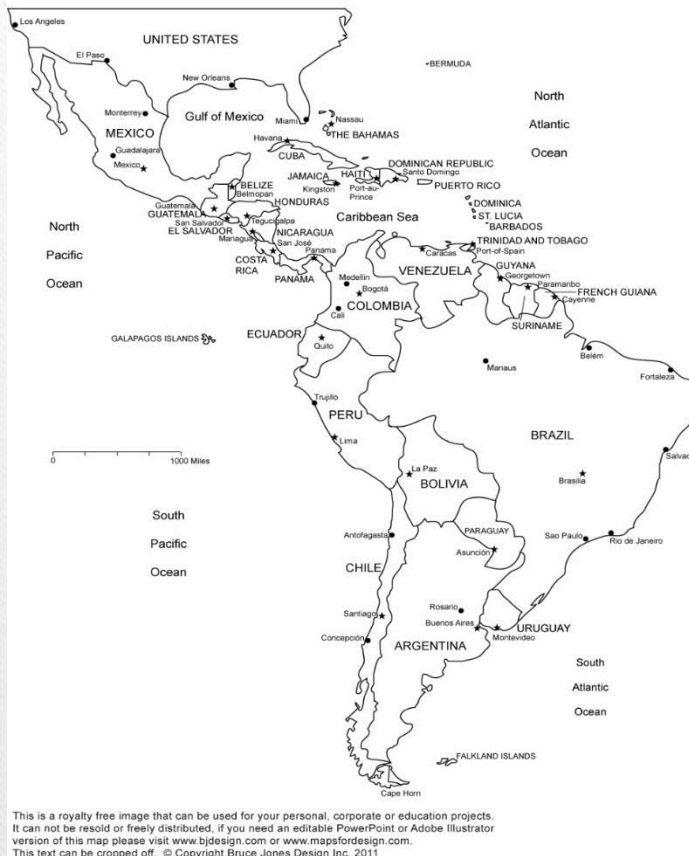 Los Angeles
UNITED STATES
El Paso
BERMUDA
New Orleans
North
Atlantic
Ocean
Monterrey
Gulf of Mexico
Miami
Nassau
THE BAHAMAS
MEXICO
Havana
Guadalajara
CUBA
Mexico
DOMINICAN REPUBLIC
HAITI
Santo Domingo
JAMAICA
Kingston
Port-au-
Prince
PUERTO RICO
BELIZE
Belmopan
HONDURAS
DOMINICA
Guatemala
GUATEMALA
Tegucigalpa
ST. LUCIA
Caribbean Sea
BARBADOS
San Salvador
EL SALVADOR
NICARAGUA
Managua
North
Pacific
Ocean
San José
TRINIDAD AND TOBAGO
Port-of-Spain
COSTA
RICA
Panama
PANAMA
Caracas
VENEZUELA
GUYANA
Georgetown
Paramaribo
FRENCH GUIANA
Cayenne
SURINAME
Medellin
Bogotá
COLOMBIA
Cali
GALAPAGOS ISLANDS
ECUADOR
Quito
Belém
Manaus
Fortaleza
Trujillo
PERU
Lima
BRAZIL
0 1000 Miles
Salvad
La Paz
BOLIVIA
Brasilia
South
Pacific
Ocean
Antofagasta
PARAGUAY
Asunción
Sao Paulo
Rio de Janeiro
CHILE
Santiago
Rosario
Buenos Aires
URUGUAY
Montevideo
Concepción
ARGENTINA
South
Atlantic
Ocean
FALKLAND ISLANDS
Cape Horn
This is a royalty free image that can be used for your personal, corporate or education projects.
It can not be resold or freely distributed, if you need an editable PowerPoint or Adobe Illustrator
version of this map please visit www.bjdesign.com or www.mapsfordesign.com.
This text can be cropped off. © Copyright Bruce Jones Design Inc. 2011